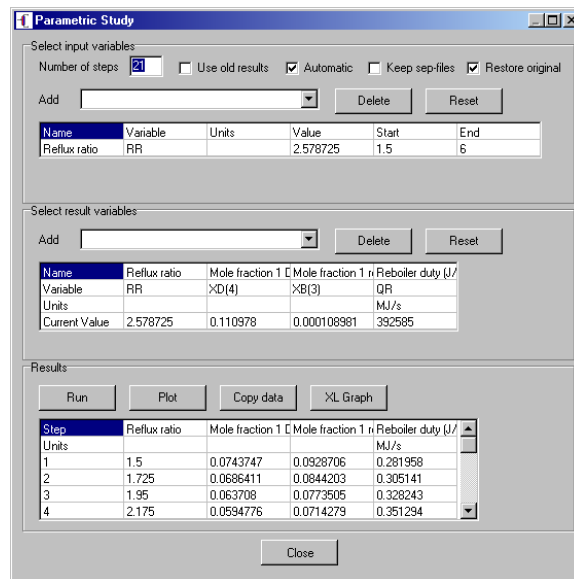 Parametric Study
Select input variables
Number of steps 21 Use old results Automatic Keep sep-files Restore original
Add Delete Reset
Name Variable Units Value Start End
Reflux ratio RR 2.578725 1.5 6
Select result variables
Add Delete Reset
Name Reflux ratio Mole fraction 1 D Mole fraction 1 re Reboiler duty (J/
Variable RR XD(4) XB(3) QR
Units MJ/s
Current Value 2.578725 0.110978 0.000108981 392585
Results
Run Plot Copy data XL Graph
Step Reflux ratio Mole fraction 1 D Mole fraction 1 re Reboiler duty (J/
Units MJ/s
1 1.5 0.0743747 0.0928706 0.281958
2 1.725 0.0686411 0.0844203 0.305141
3 1.95 0.063708 0.0773505 0.328243
4 2.175 0.0594776 0.0714279 0.351294
Close